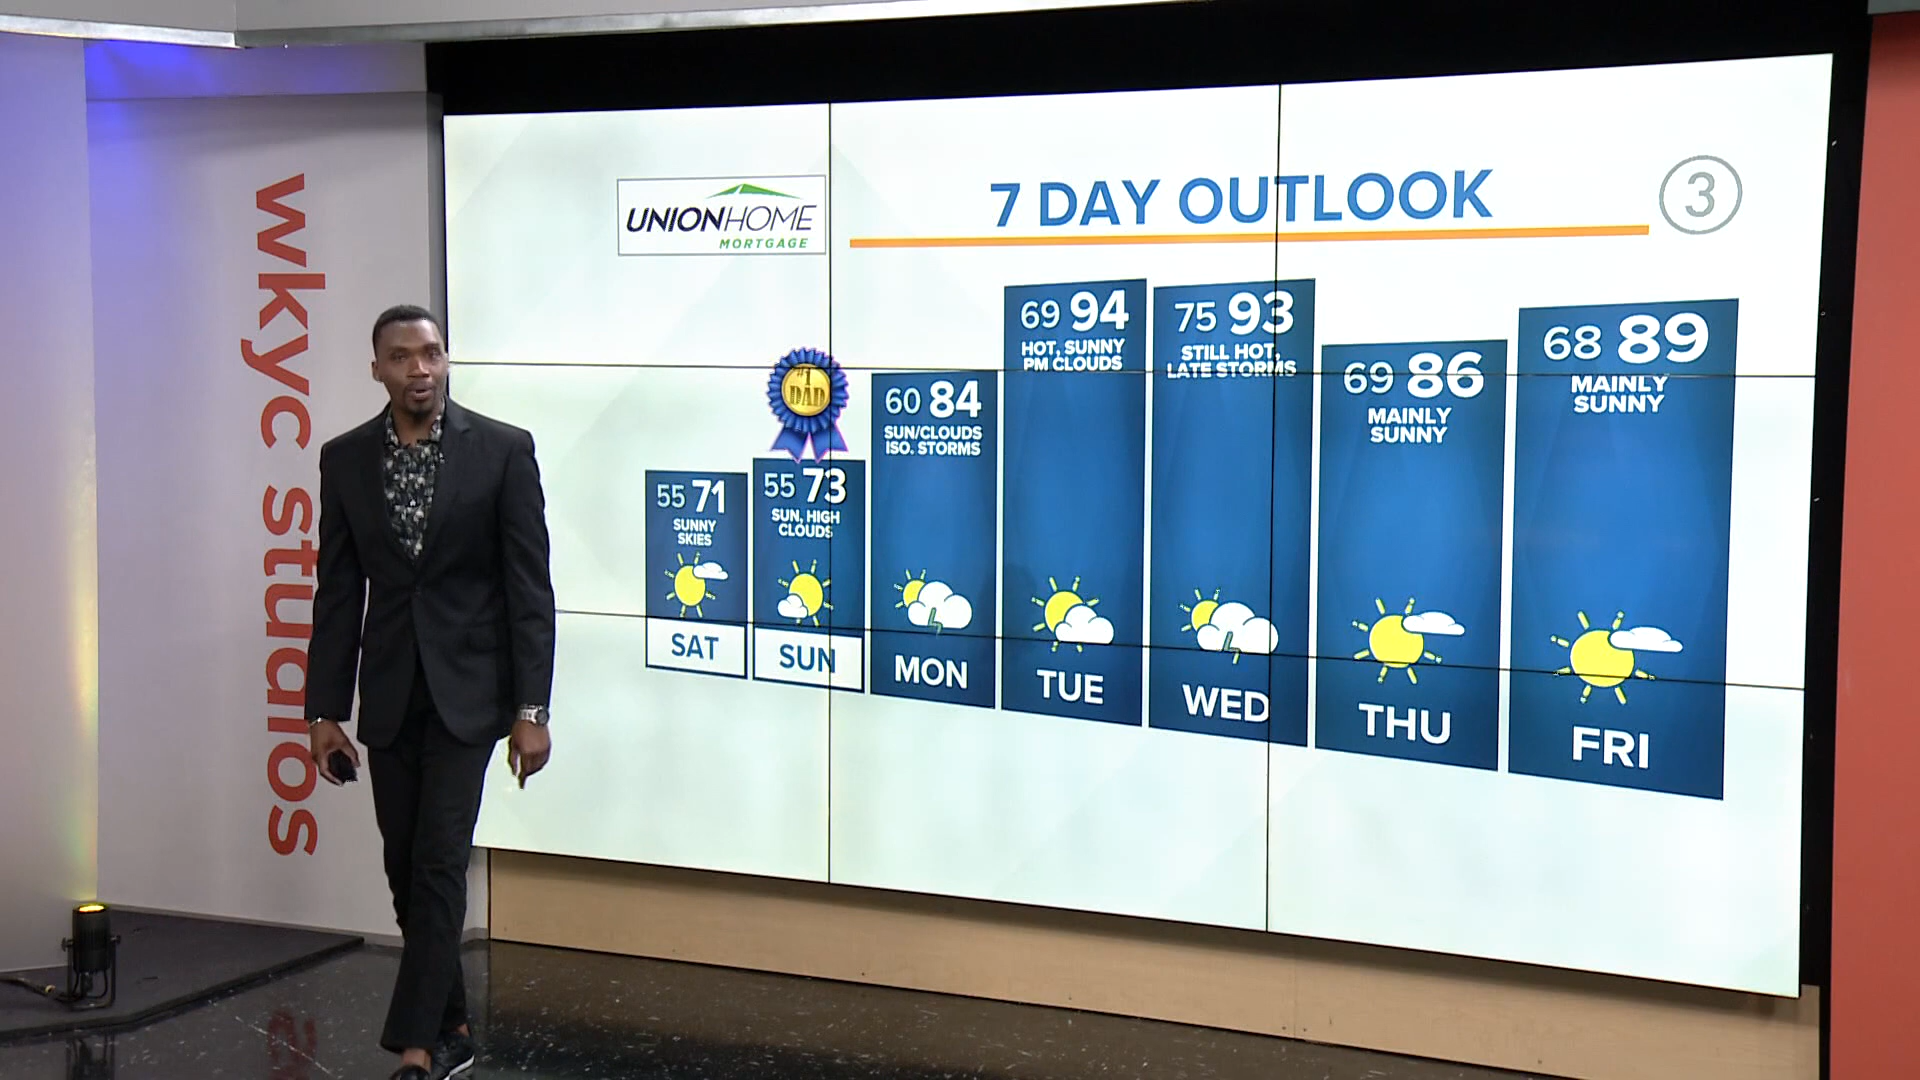 wkyc studios
UNIONHOME
MORTGAGE
7 DAY OUTLOOK
3
#1
DAD
55 71
SUNNY
SKIES
SAT
55 73
SUN, HIGH
CLOUDS
SUN
60 84
SUN/CLOUDS
ISO. STORMS
MON
69 94
HOT, SUNNY
PM CLOUDS
TUE
75 93
STILL HOT,
LATE STORMS
WED
69 86
MAINLY
SUNNY
THU
68 89
MAINLY
SUNNY
FRI